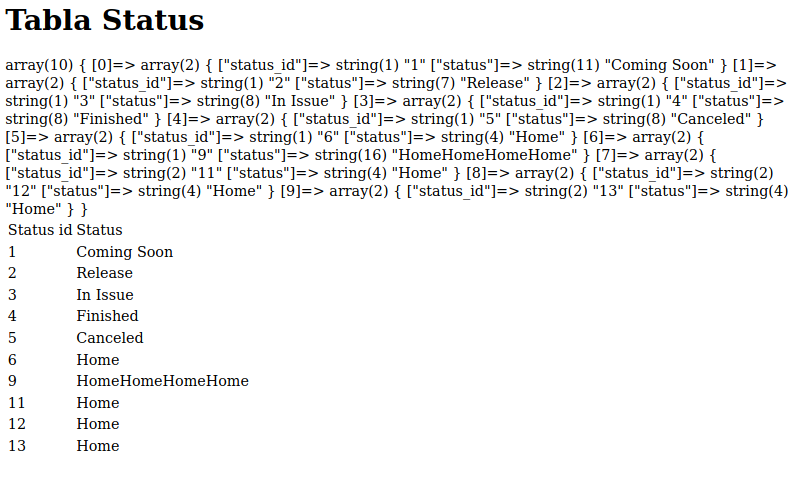 Tabla Status
array(10) { [0]=> array(2) { ["status_id"]=> string(1) "1" ["status"]=> string(11) "Coming Soon" } [1]=>
array(2) { ["status_id"]=> string(1) "2" ["status"]=> string(7) "Release" } [2]=> array(2) { ["status_id"]=>
string(1) "3" ["status"]=> string(8) "In Issue" } [3]=> array(2) { ["status_id"]=> string(1) "4" ["status"]=>
string(8) "Finished" } [4]=> array(2) { ["status_id"]=> string(1) "5" ["status"]=> string(8) "Canceled" }
[5]=> array(2) { ["status_id"]=> string(1) "6" ["status"]=> string(4) "Home" } [6]=> array(2) {
["status_id"]=> string(1) "9" ["status"]=> string(16) "HomeHomeHomeHome" } [7]=> array(2) {
["status_id"]=> string(2) "11" ["status"]=> string(4) "Home" } [8]=> array(2) { ["status_id"]=> string(2)
"12" ["status"]=> string(4) "Home" } [9]=> array(2) { ["status_id"]=> string(2) "13" ["status"]=> string(4)
"Home" } }
Status id Status
1 Coming Soon
2 Release
3 In Issue
4 Finished
5 Canceled
6 Home
9 HomeHomeHomeHome
11 Home
12 Home
13 Home